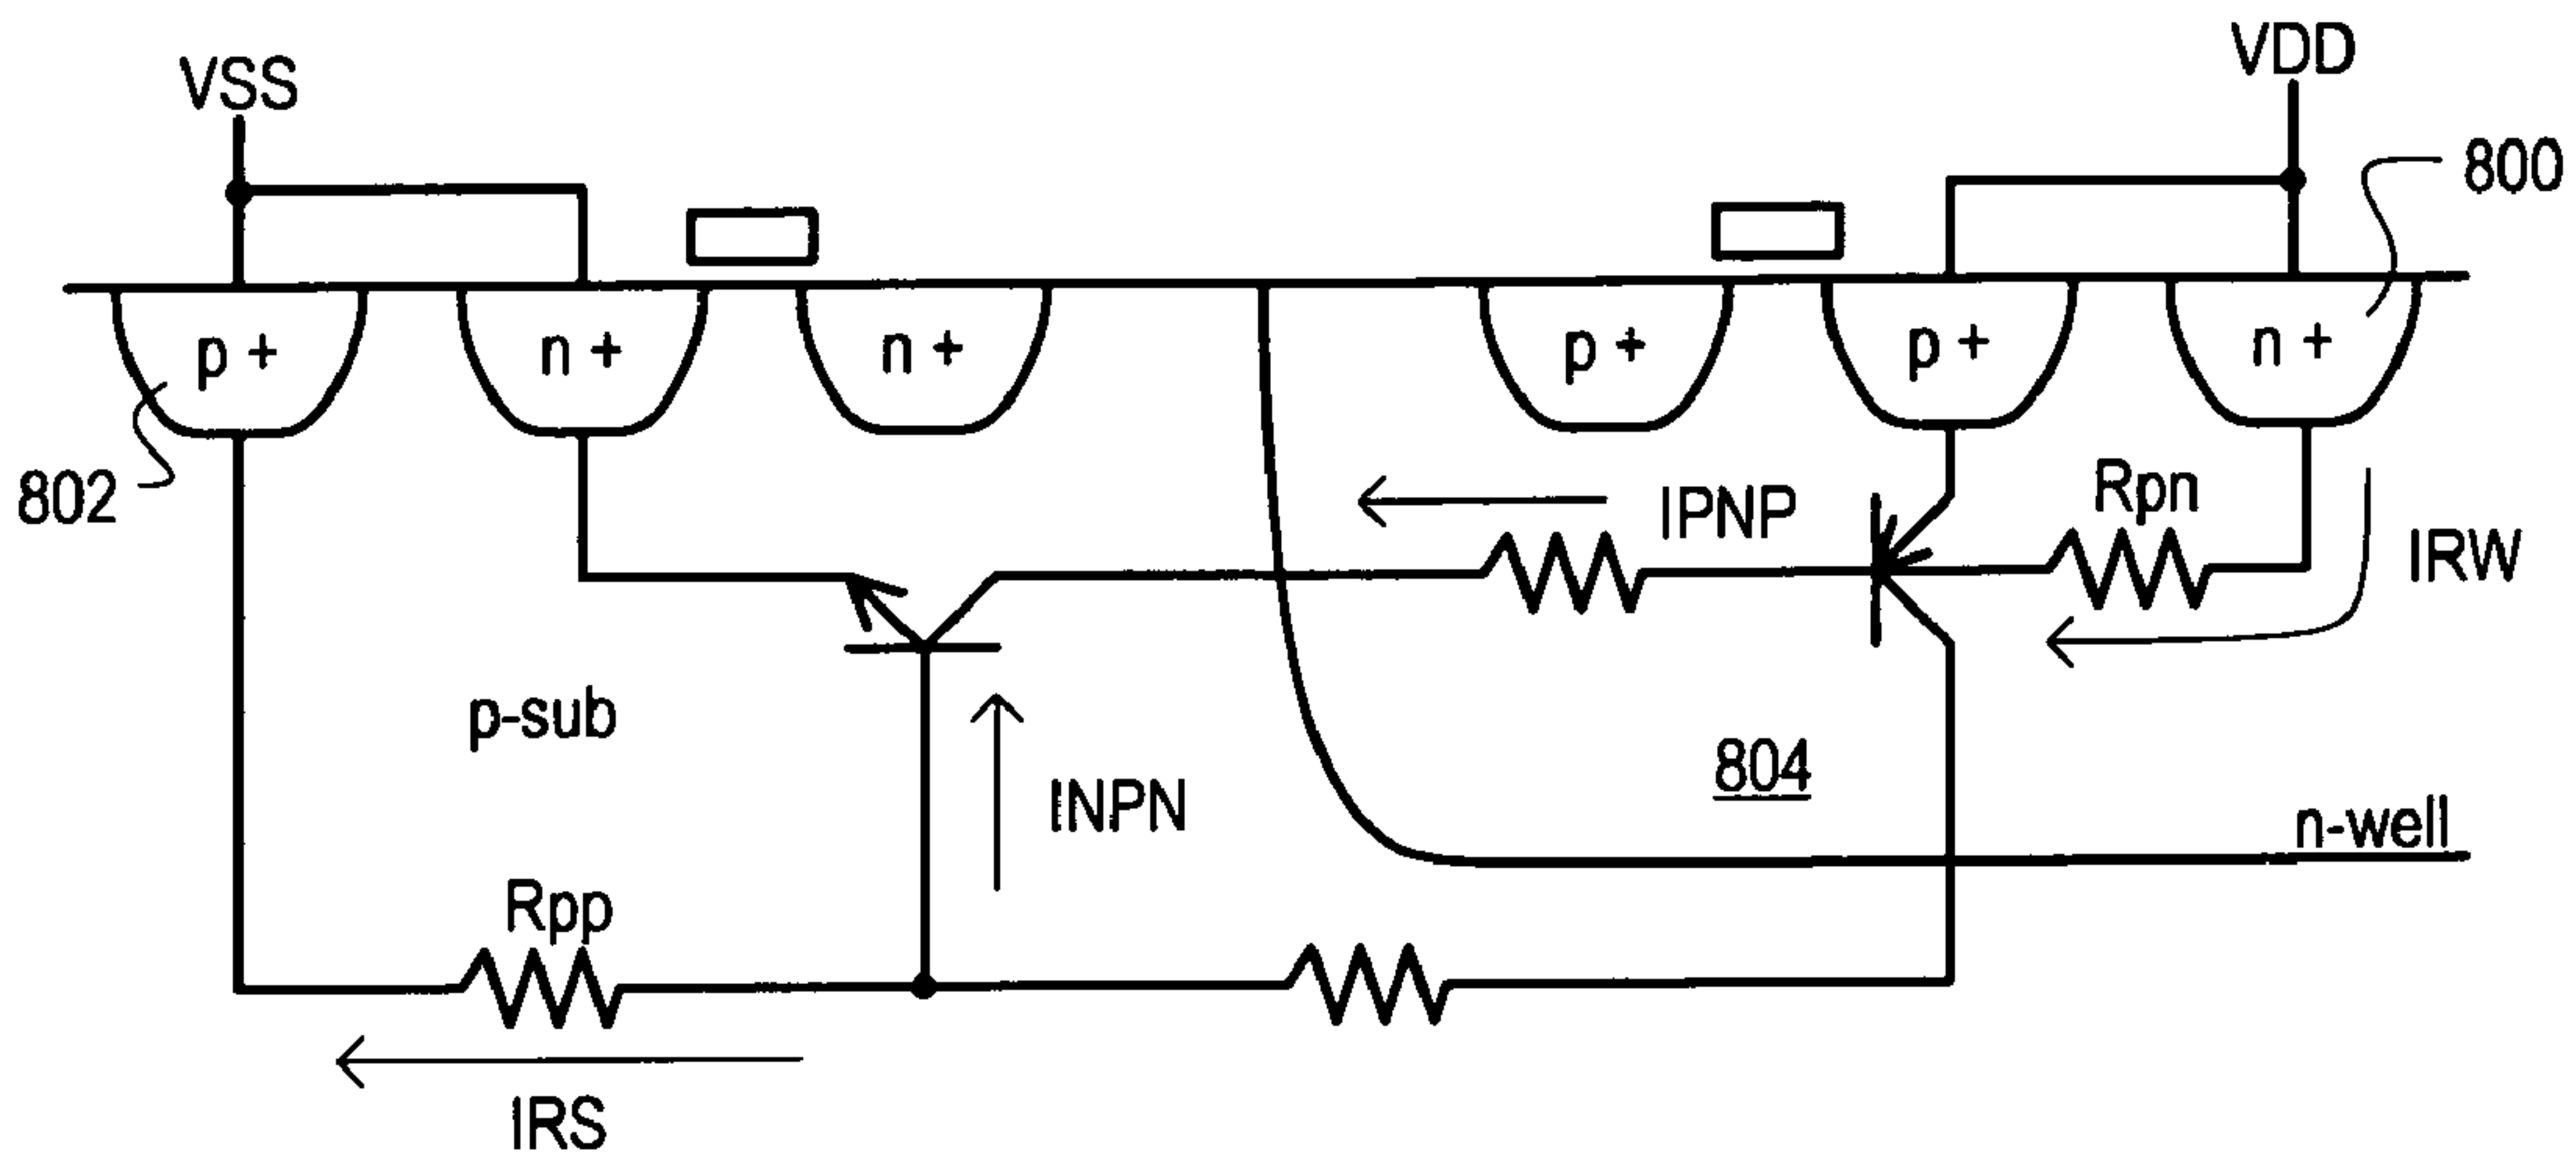 VSS
VDD
800
p +
n +
n +
p +
p +
n +
802
IPNP
Rpn
IRW
p-sub
804
INPN
n-well
Rpp
IRS